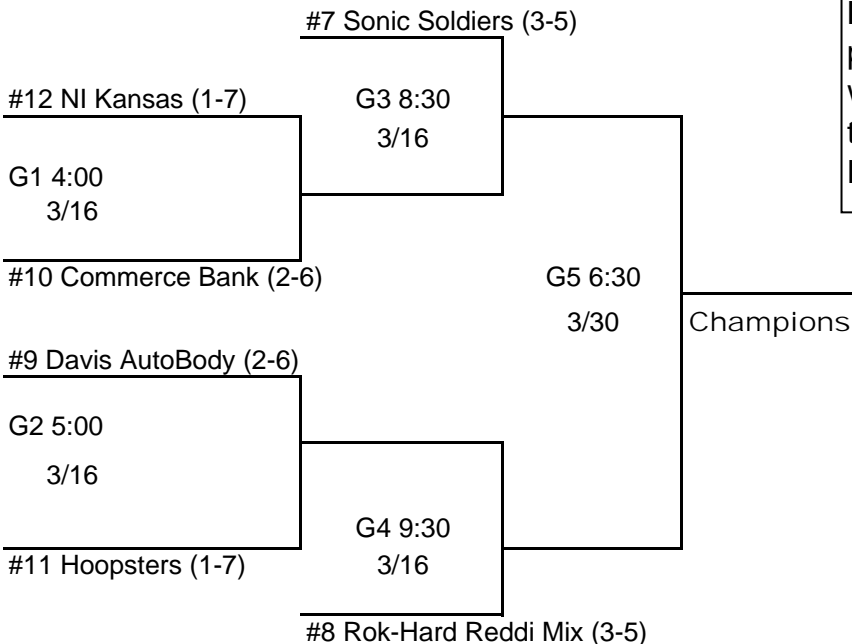 #7 Sonic Soldiers (3-5)
#12 NI Kansas (1-7)
G3 8:30
3/16
G1 4:00
3/16
#10 Commerce Bank (2-6)
G5 6:30
3/30
Champions
#9 Davis AutoBody (2-6)
G2 5:00
3/16
G4 9:30
3/16
#11 Hoopsters (1-7)
#8 Rok-Hard Reddi Mix (3-5)